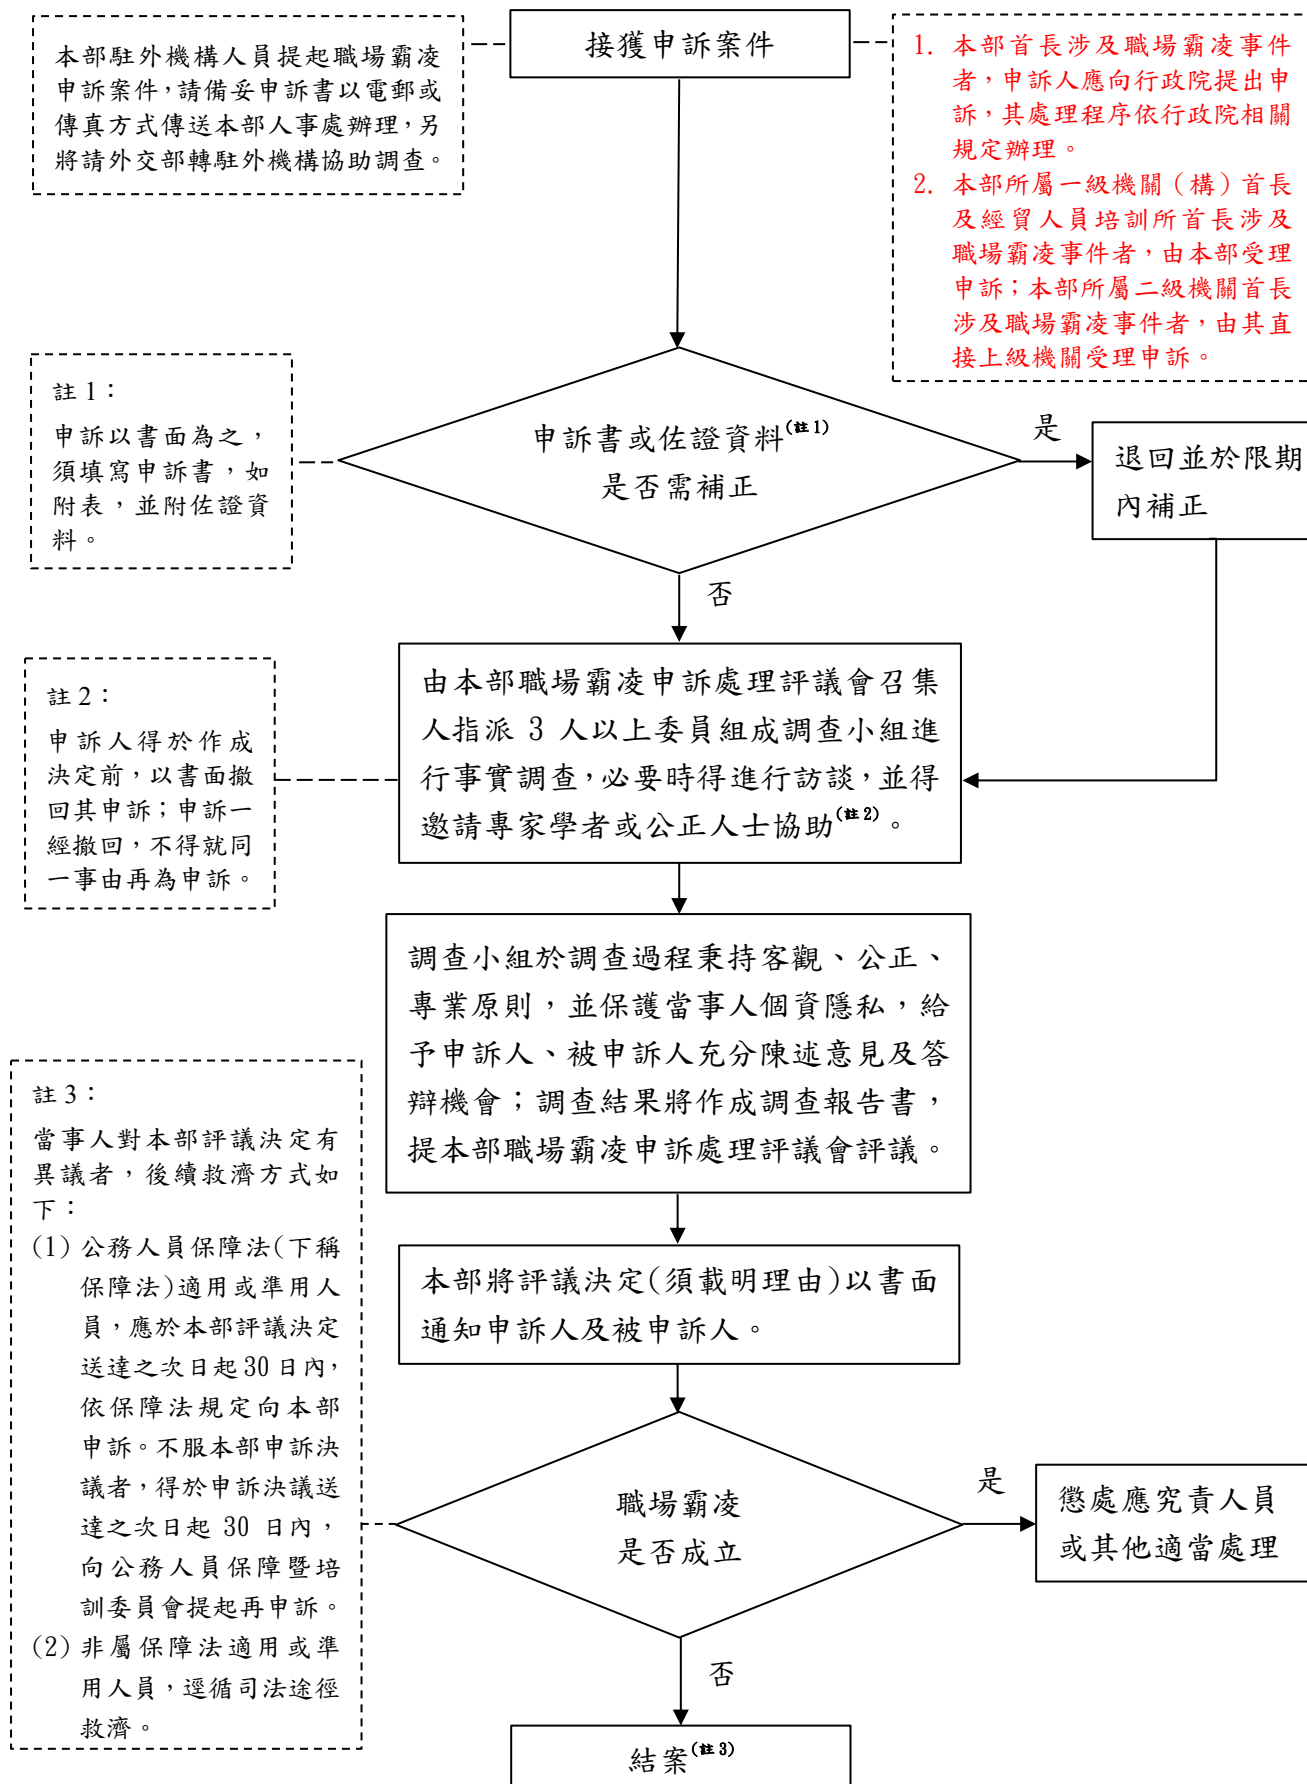 接獲申訴案件
本部駐外機構人員提起職場霸凌
申訴案件，請備妥申訴書以電郵或
傳真方式傳送本部人事處辦理，另
將請外交部轉駐外機構協助調查。
1. 本部首長涉及職場霸凌事件
者，申訴人應向行政院提出申
訴，其處理程序依行政院相關
規定辦理。
2. 本部所屬一級機關（構）首長
及經貿人員培訓所首長涉及
職場霸凌事件者，由本部受理
申訴；本部所屬二級機關首長
涉及職場霸凌事件者，由其直
接上級機關受理申訴。
註 1：
申訴以書面為之，
須填寫申訴書，如
附表，並附佐證資
料。
申訴書或佐證資料(註 1)
是否需補正
是
退回並於限期
內補正
否
註 2：
申訴人得於作成
決定前，以書面撤
回其申訴；申訴一
經撤回，不得就同
一事由再為申訴。
由本部職場霸凌申訴處理評議會召集
人指派 3 人以上委員組成調查小組進
行事實調查，必要時得進行訪談，並得
邀請專家學者或公正人士協助(註 2)。
調查小組於調查過程秉持客觀、公正、
專業原則，並保護當事人個資隱私，給
予申訴人、被申訴人充分陳述意見及答
辯機會；調查結果將作成調查報告書，
提本部職場霸凌申訴處理評議會評議。
註 3：
當事人對本部評議決定有
異議者，後續救濟方式如
下：
(1) 公務人員保障法(下稱
保障法)適用或準用人
員，應於本部評議決定
送達之次日起 30 日內，
依保障法規定向本部
申訴。不服本部申訴決
議者，得於申訴決議送
達之次日起 30 日內，
向公務人員保障暨培
訓委員會提起再申訴。
(2) 非屬保障法適用或準
用人員，逕循司法途徑
救濟。
本部將評議決定(須載明理由)以書面
通知申訴人及被申訴人。
職場霸凌
是否成立
是
懲處應究責人員
或其他適當處理
否
結案(註 3)